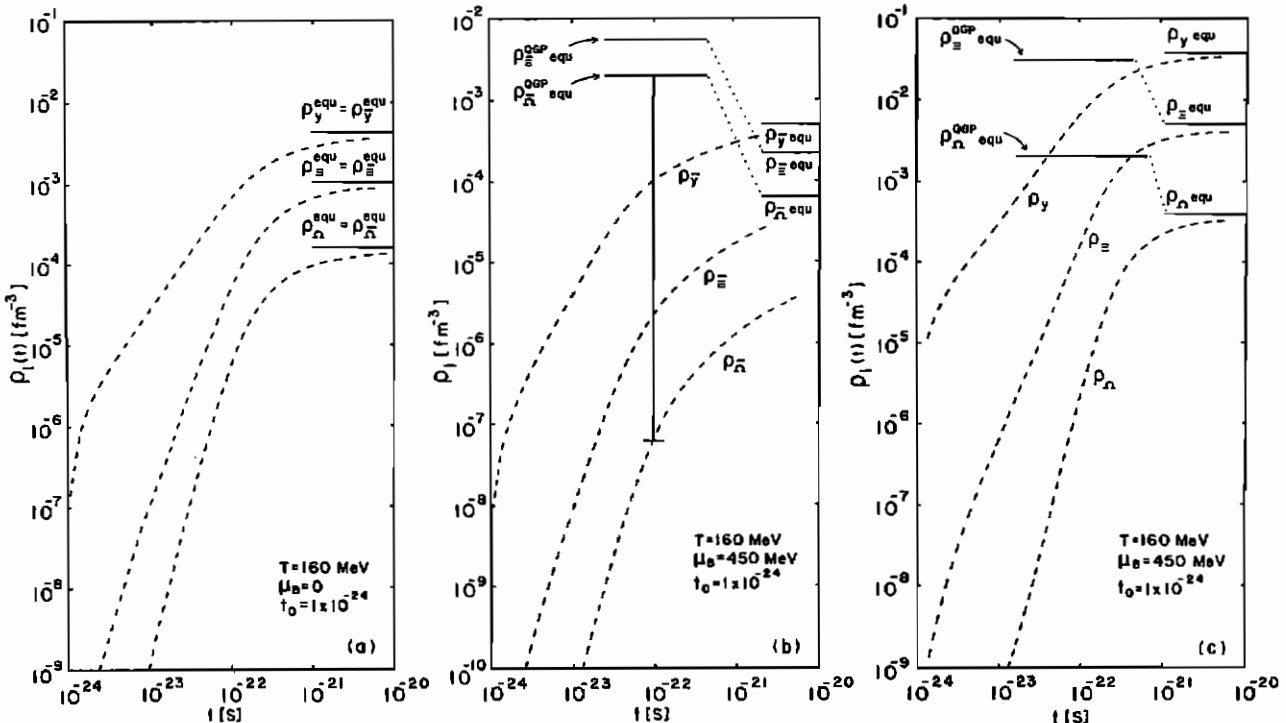 10⁻¹
10⁻²
10⁻³
10⁻⁴
10⁻⁵
10⁻⁶
10⁻⁷
10⁻⁸
10⁻⁹
ρᵢ(t) [fm⁻³]
ρ_y^equ = ρ_ȳ^equ
ρ_Ξ^equ = ρ_Ξ̄^equ
ρ_Ω^equ = ρ_Ω̄^equ
T=160 MeV
μ_B=0
t₀=1x10⁻²⁴
(a)
10⁻²⁴ 10⁻²³ 10⁻²² 10⁻²¹ 10⁻²⁰
t [S]
10⁻²
10⁻³
10⁻⁴
10⁻⁵
10⁻⁶
10⁻⁷
10⁻⁸
10⁻⁹
10⁻¹⁰
ρᵢ [fm⁻³]
ρ_Ξ̄^QGP equ
ρ_Ω̄^QGP equ
ρ_ȳ equ
ρ_Ξ̄ equ
ρ_Ω̄ equ
ρ_ȳ
ρ_Ξ̄
ρ_Ω̄
T=160 MeV
μ_B=450 MeV
t₀=1x10⁻²⁴
(b)
10⁻²⁴ 10⁻²³ 10⁻²² 10⁻²¹ 10⁻²⁰
t [S]
10⁻¹
10⁻²
10⁻³
10⁻⁴
10⁻⁵
10⁻⁶
10⁻⁷
10⁻⁸
10⁻⁹
ρᵢ(t) [fm⁻³]
ρ_Ξ^QGP equ
ρ_y equ
ρ_Ξ equ
ρ_Ω^QGP equ
ρ_Ω equ
ρ_y
ρ_Ξ
ρ_Ω
T=160 MeV
μ_B=450 MeV
t₀=1x10⁻²⁴
(c)
10⁻²⁴ 10⁻²³ 10⁻²² 10⁻²¹ 10⁻²⁰
t [S]